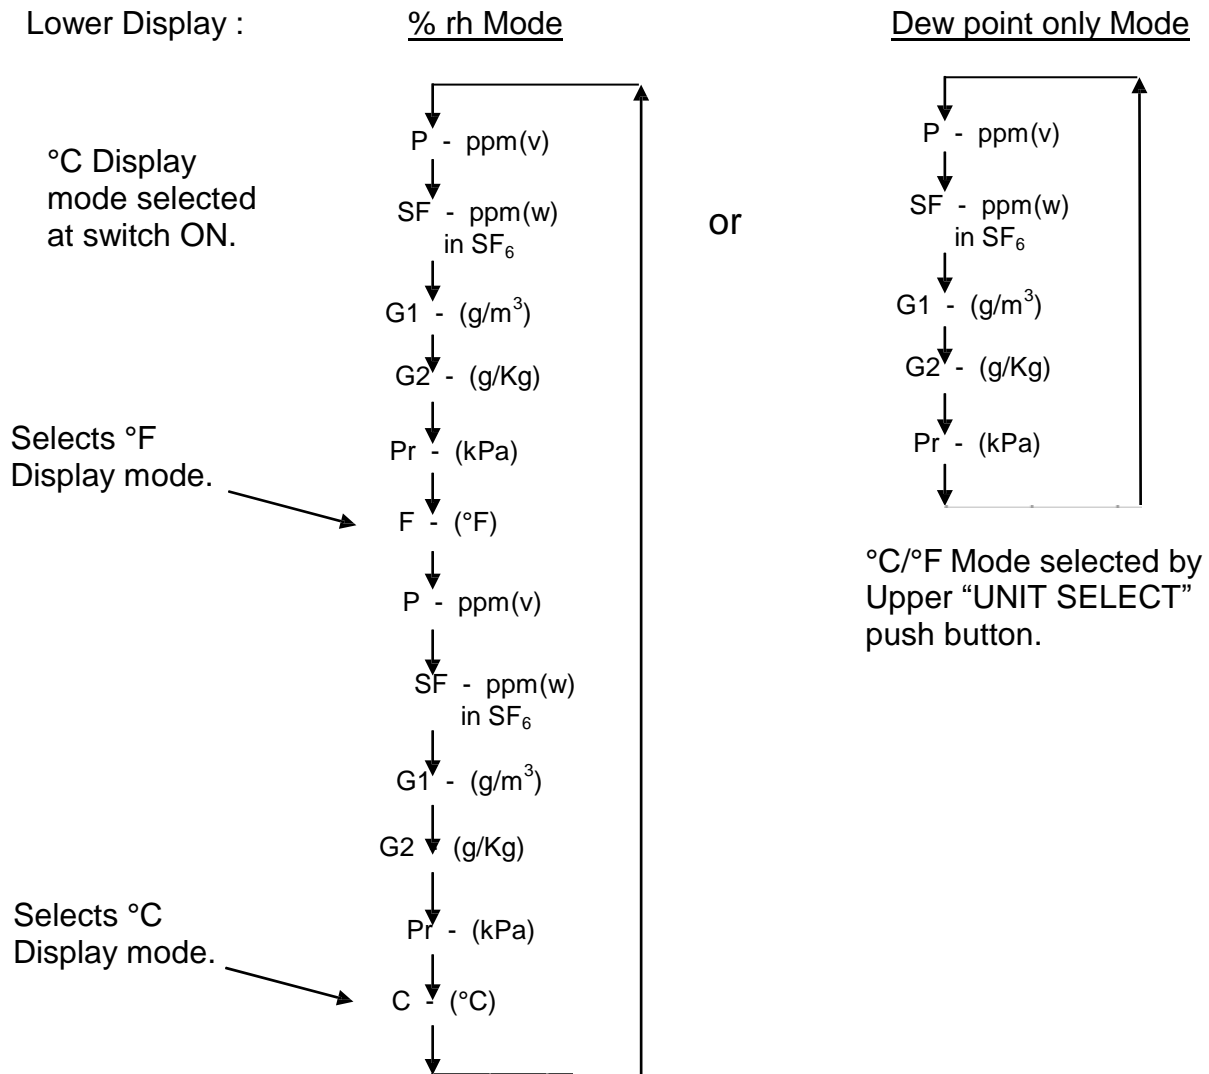 Lower Display :
% rh Mode
Dew point only Mode
°C Display
mode selected
at switch ON.
P - ppm(v)
SF - ppm(w)
in SF₆
G1 - (g/m³)
G2 - (g/Kg)
Pr - (kPa)
Selects °F
Display mode.
F - (°F)
P - ppm(v)
SF - ppm(w)
in SF₆
G1 - (g/m³)
G2 (g/Kg)
Pr - (kPa)
Selects °C
Display mode.
C - (°C)
or
P - ppm(v)
SF - ppm(w)
in SF₆
G1 - (g/m³)
G2 - (g/Kg)
Pr - (kPa)
°C/°F Mode selected by
Upper “UNIT SELECT”
push button.